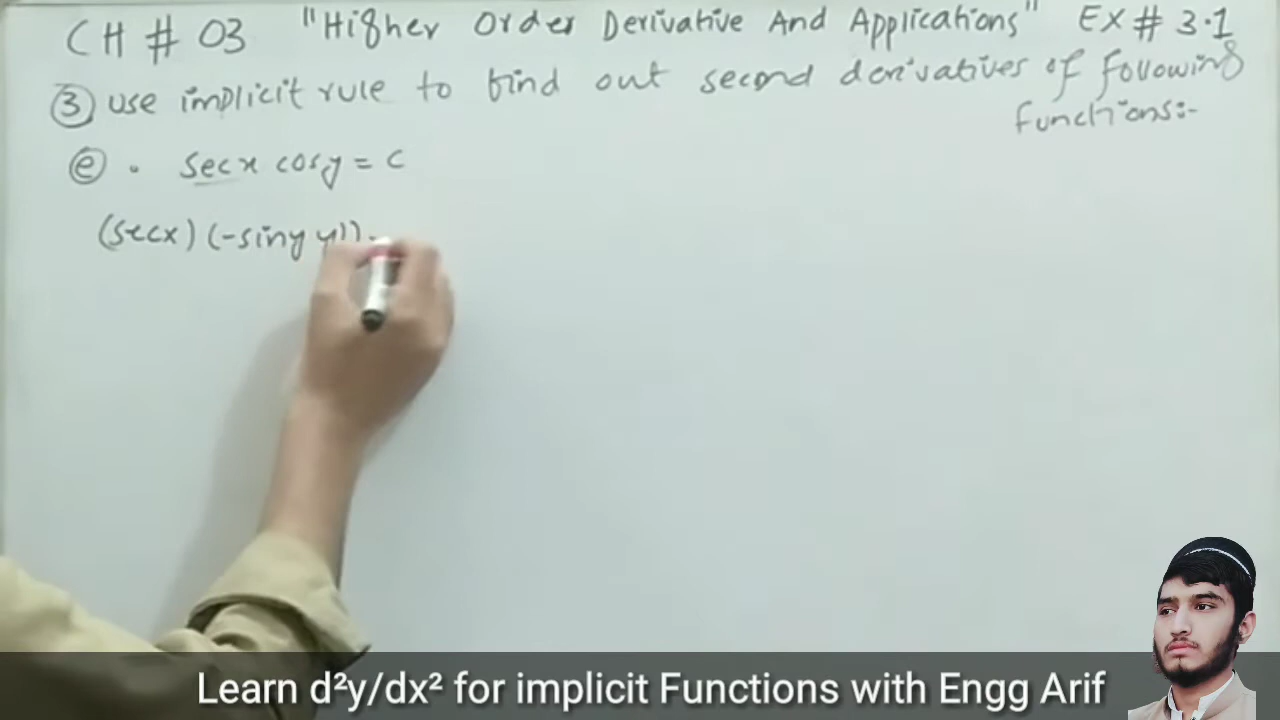 CH # 03 "Higher Order Derivative And Applications" EX # 3.1
③ Use implicit rule to find out second derivatives of following functions:-
ⓔ . secx cosy = c
(secx) (-siny y')
Learn d²y/dx² for implicit Functions with Engg Arif